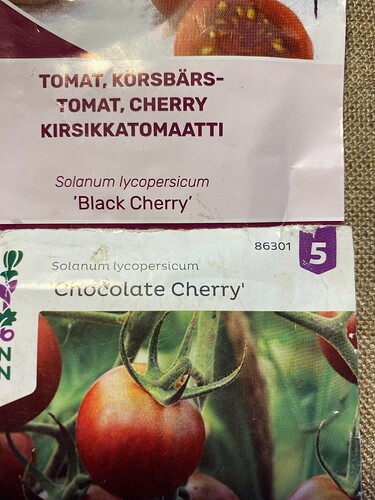 TOMAT, KÖRSBÄRS-
TOMAT, CHERRY
KIRSIKKATOMAATTI
Solanum lycopersicum
'Black Cherry'
86301 5
Solanum lycopersicum
Chocolate Cherry'